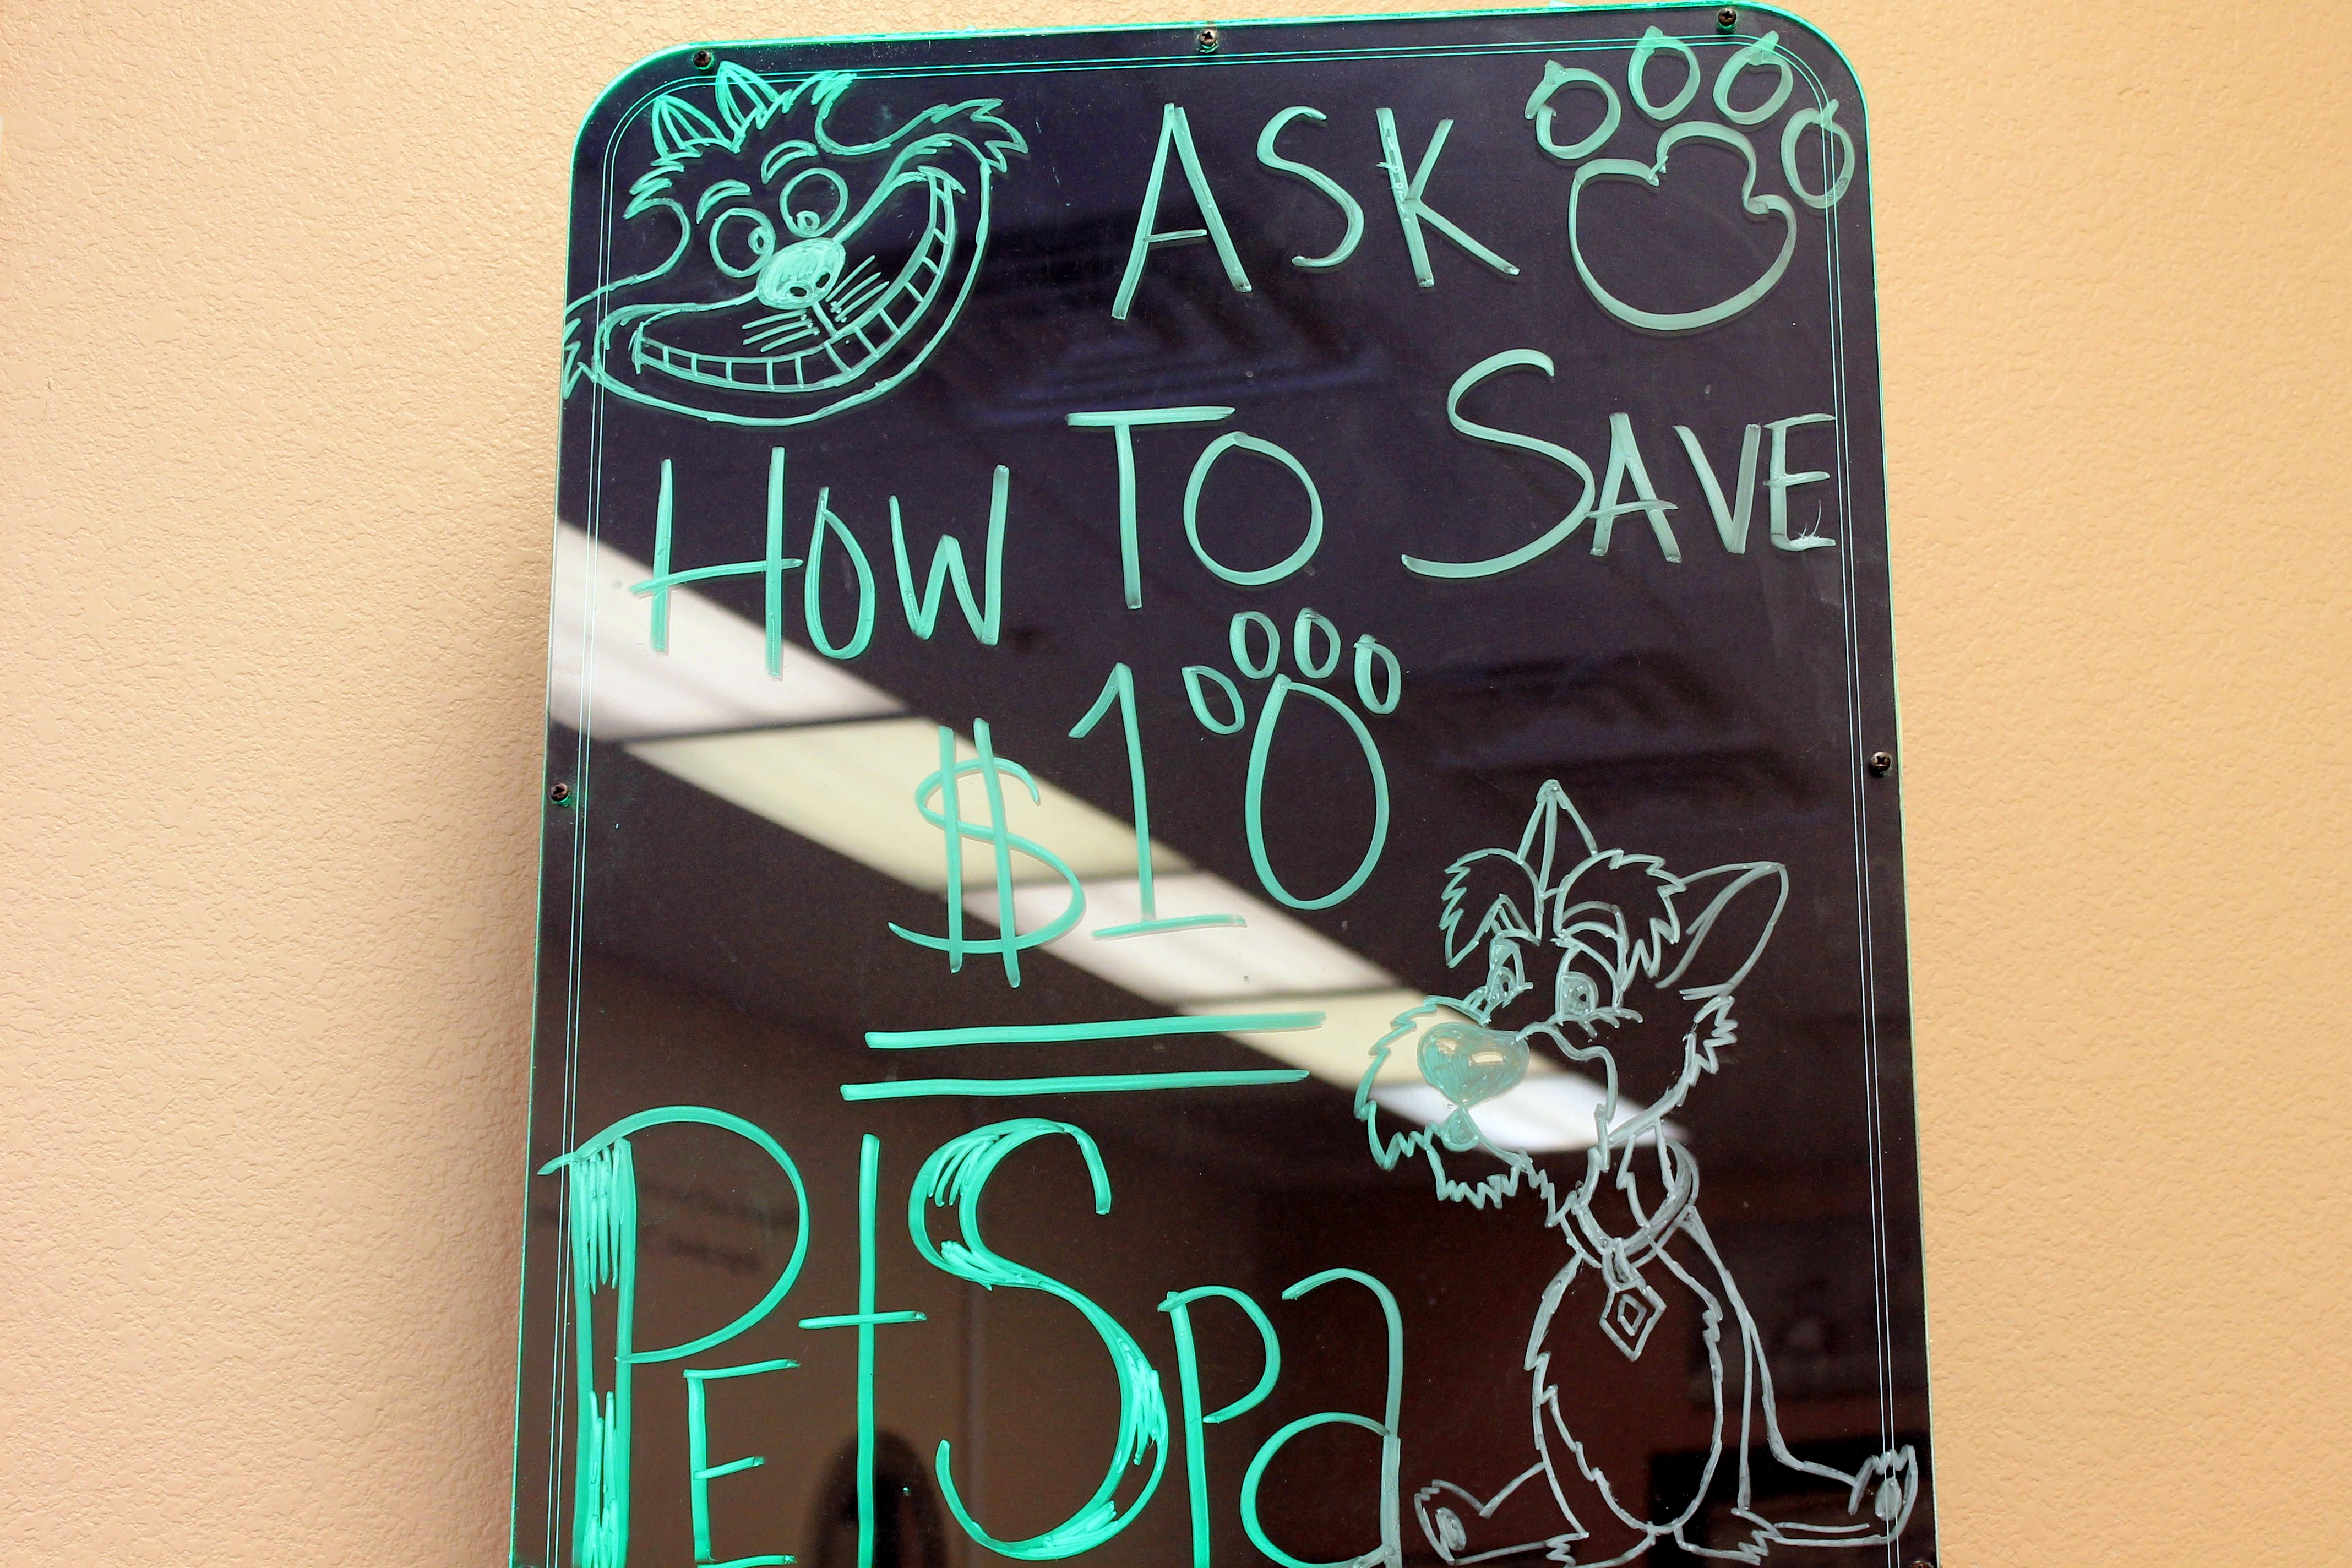 ASK
HOW TO SAVE
$10
PEtSpa